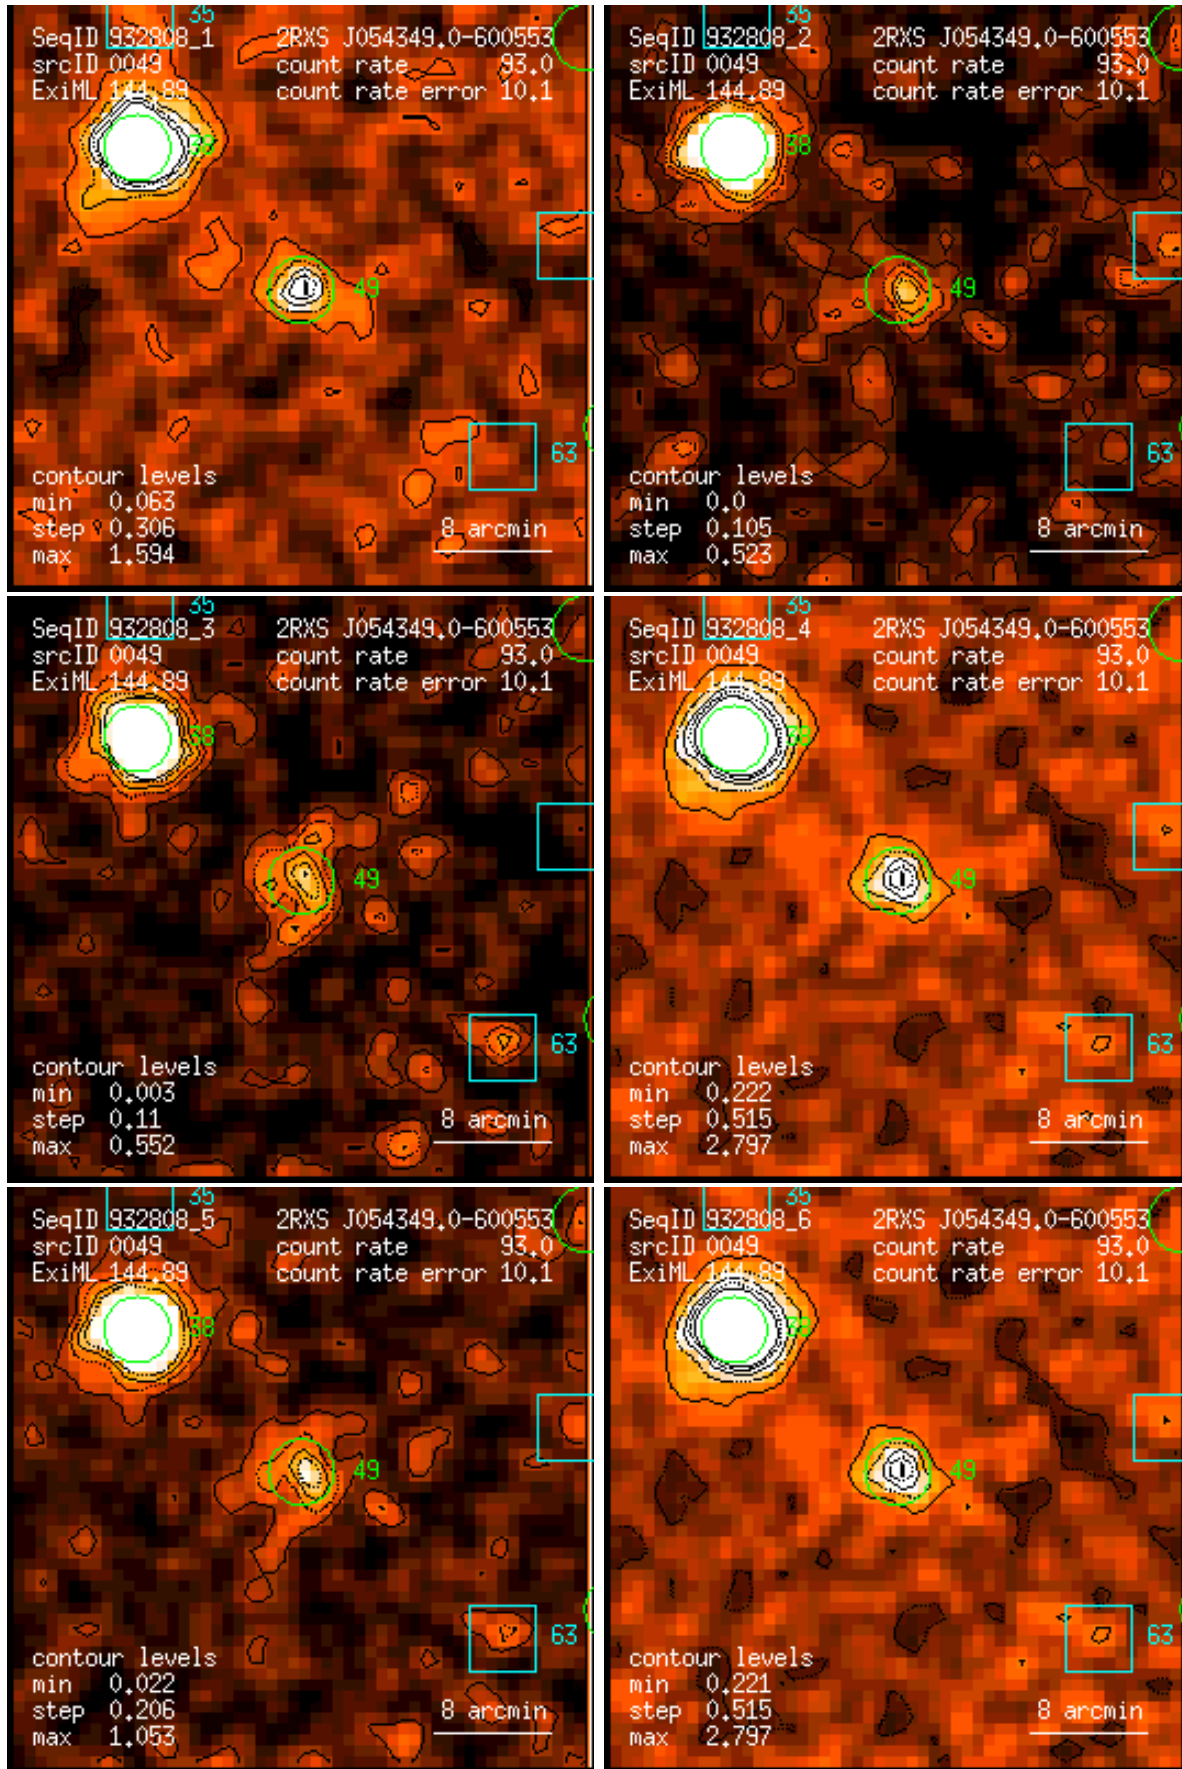 35
SeqID 932808_1 2RXS J054349.0-600553
srcID 0049 count rate 93.0
ExiML 144.89 count rate error 10.1
38
49
63
contour levels
min 0.063
step 0.306 8 arcmin
max 1.594
35
SeqID 932808_2 2RXS J054349.0-600553
srcID 0049 count rate 93.0
ExiML 144.89 count rate error 10.1
38
49
63
contour levels
min 0.0
step 0.105 8 arcmin
max 0.523
35
SeqID 932808_3 2RXS J054349.0-600553
srcID 0049 count rate 93.0
ExiML 144.89 count rate error 10.1
38
49
63
contour levels
min 0.003
step 0.11 8 arcmin
max 0.552
35
SeqID 932808_4 2RXS J054349.0-600553
srcID 0049 count rate 93.0
ExiML 144.89 count rate error 10.1
38
49
63
contour levels
min 0.222
step 0.515 8 arcmin
max 2.797
35
SeqID 932808_5 2RXS J054349.0-600553
srcID 0049 count rate 93.0
ExiML 144.89 count rate error 10.1
38
49
63
contour levels
min 0.022
step 0.206 8 arcmin
max 1.053
35
SeqID 932808_6 2RXS J054349.0-600553
srcID 0049 count rate 93.0
ExiML 144.89 count rate error 10.1
38
49
63
contour levels
min 0.221
step 0.515 8 arcmin
max 2.797